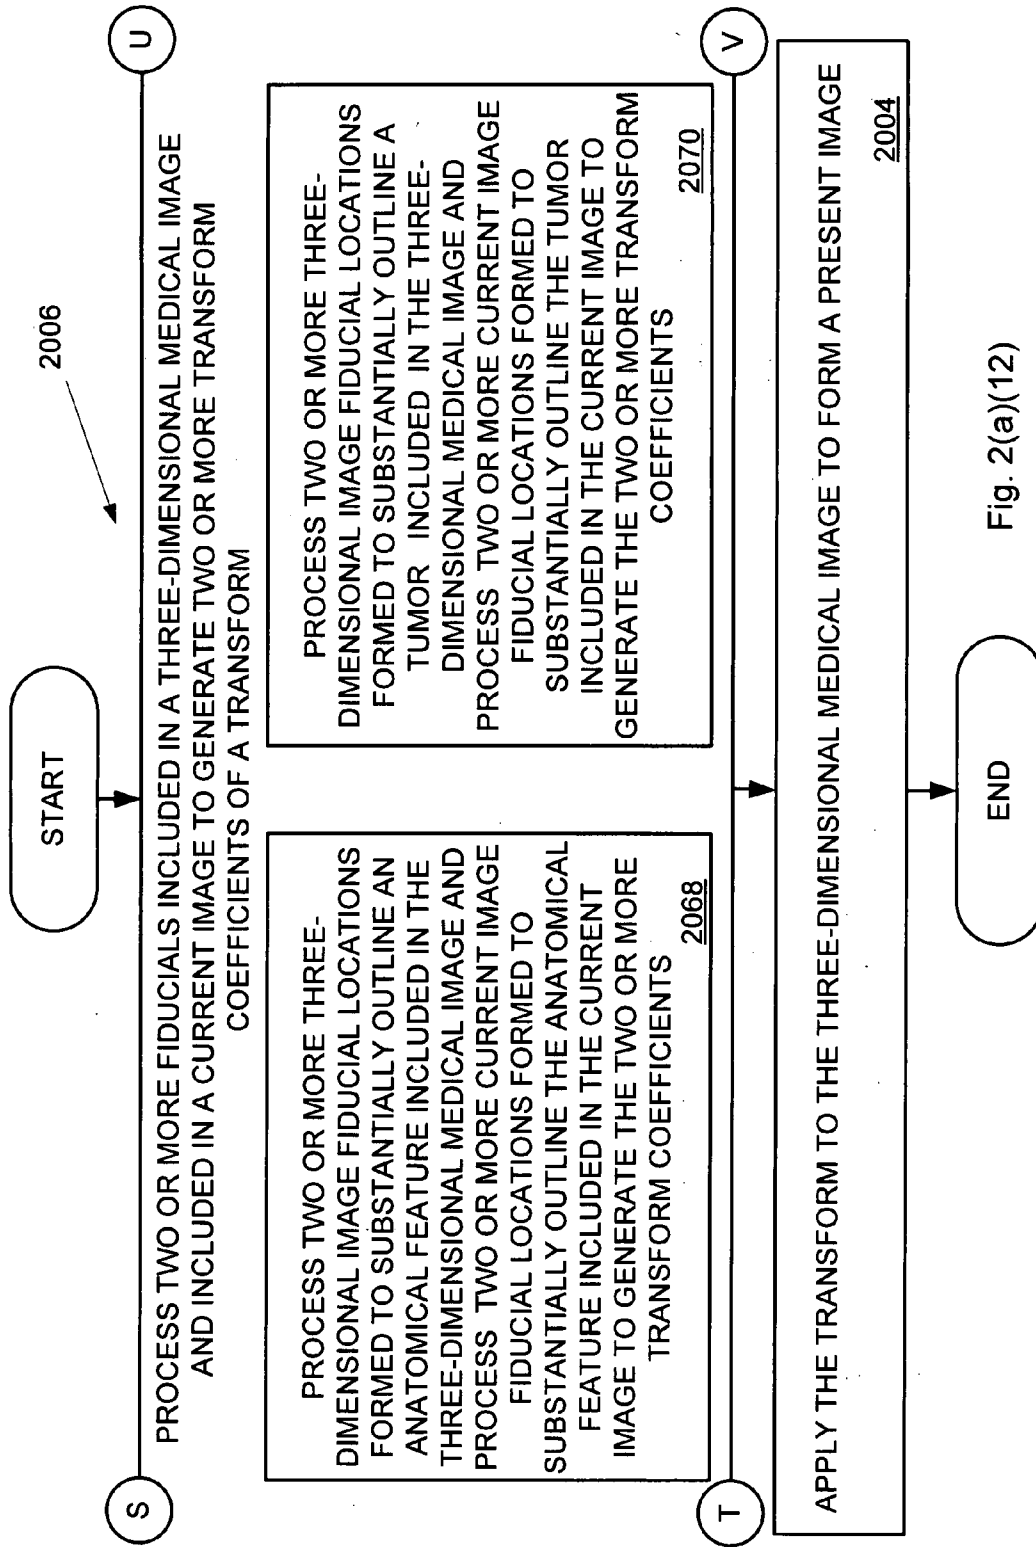 START
2006
S
U
PROCESS TWO OR MORE FIDUCIALS INCLUDED IN A THREE-DIMENSIONAL MEDICAL IMAGE
AND INCLUDED IN A CURRENT IMAGE TO GENERATE TWO OR MORE TRANSFORM
COEFFICIENTS OF A TRANSFORM
PROCESS TWO OR MORE THREE-
DIMENSIONAL IMAGE FIDUCIAL LOCATIONS
FORMED TO SUBSTANTIALLY OUTLINE AN
ANATOMICAL FEATURE INCLUDED IN THE
THREE-DIMENSIONAL MEDICAL IMAGE AND
PROCESS TWO OR MORE CURRENT IMAGE
FIDUCIAL LOCATIONS FORMED TO
SUBSTANTIALLY OUTLINE THE ANATOMICAL
FEATURE INCLUDED IN THE CURRENT
IMAGE TO GENERATE THE TWO OR MORE
TRANSFORM COEFFICIENTS
2068
PROCESS TWO OR MORE THREE-
DIMENSIONAL IMAGE FIDUCIAL LOCATIONS
FORMED TO SUBSTANTIALLY OUTLINE A
TUMOR INCLUDED IN THE THREE-
DIMENSIONAL MEDICAL IMAGE AND
PROCESS TWO OR MORE CURRENT IMAGE
FIDUCIAL LOCATIONS FORMED TO
SUBSTANTIALLY OUTLINE THE TUMOR
INCLUDED IN THE CURRENT IMAGE TO
GENERATE THE TWO OR MORE TRANSFORM
COEFFICIENTS
2070
T
V
APPLY THE TRANSFORM TO THE THREE-DIMENSIONAL MEDICAL IMAGE TO FORM A PRESENT IMAGE
2004
END
Fig. 2(a)(12)